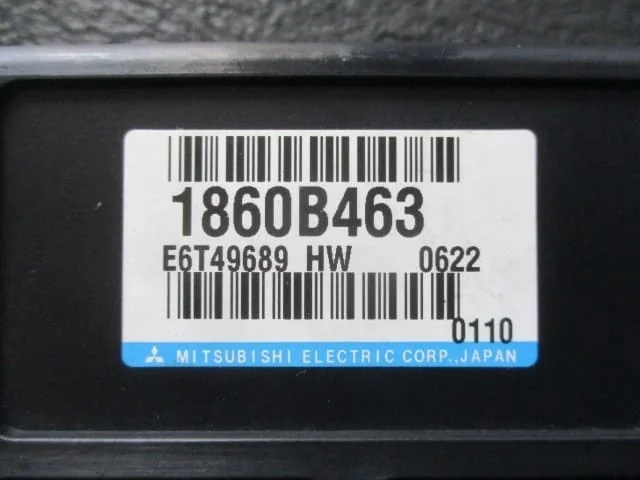 1860B463
E6T49689 HW 0622
0110
MITSUBISHI ELECTRIC CORP.,JAPAN